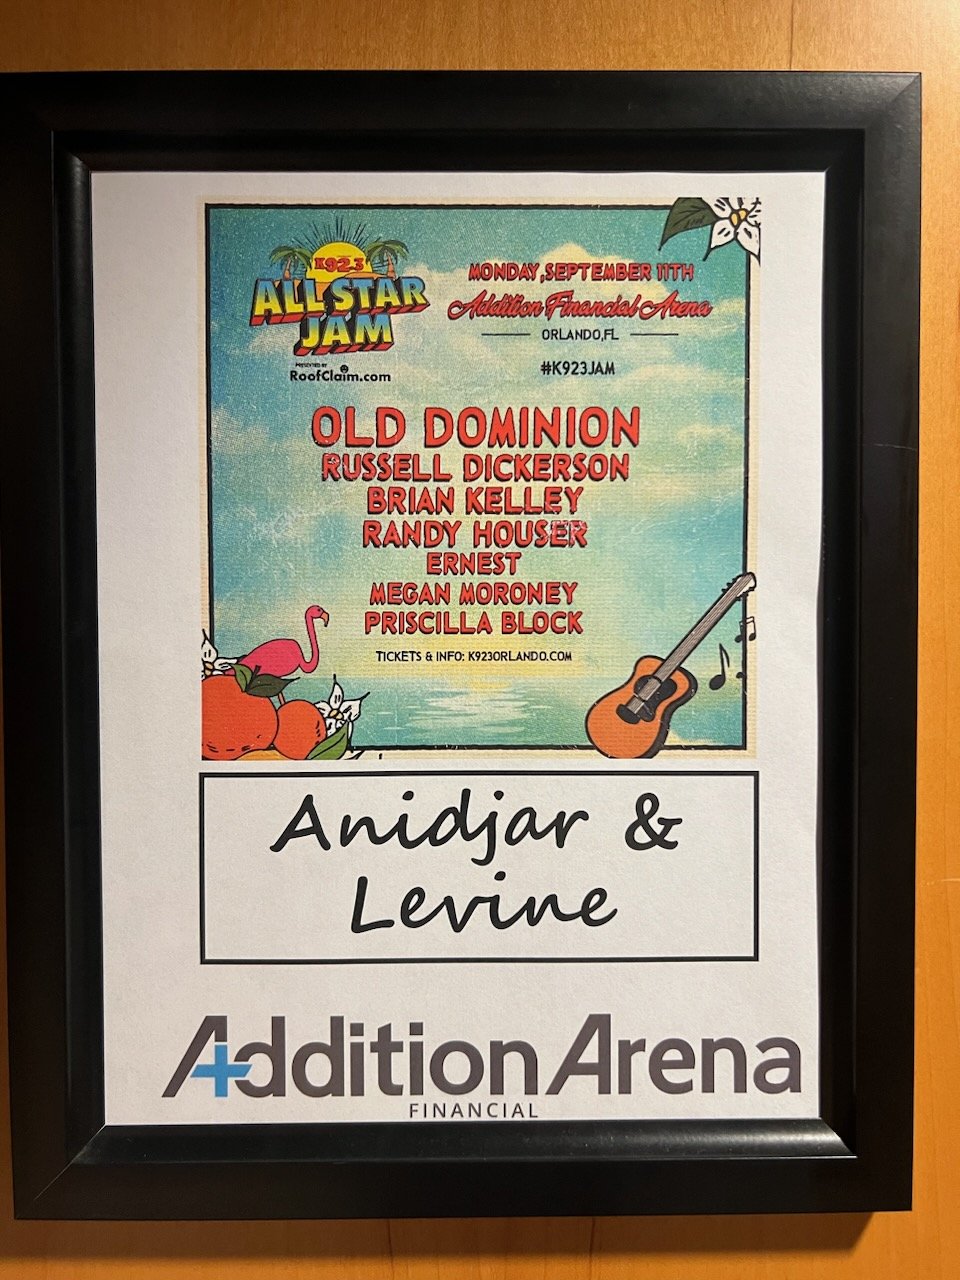 K92.3
ALL STAR
JAM
PRESENTED BY
RoofClaim.com
MONDAY, SEPTEMBER 11TH
Addition Financial Arena
ORLANDO, FL
#K923JAM
OLD DOMINION
RUSSELL DICKERSON
BRIAN KELLEY
RANDY HOUSER
ERNEST
MEGAN MORONEY
PRISCILLA BLOCK
TICKETS & INFO: K923ORLANDO.COM
Anidjar &
Levine
Addition Arena
FINANCIAL